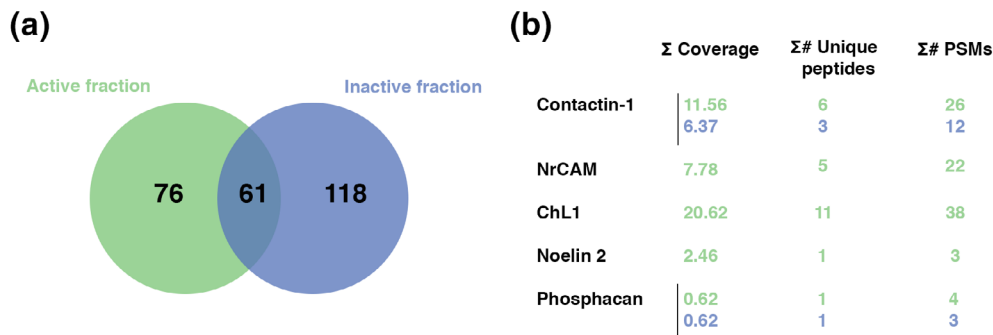 (a)
Active fraction
Inactive fraction
76 61 118
(b)
Σ Coverage Σ# Unique peptides Σ# PSMs
Contactin-1 11.56 6 26
6.37 3 12
NrCAM 7.78 5 22
ChL1 20.62 11 38
Noelin 2 2.46 1 3
Phosphacan 0.62 1 4
0.62 1 3